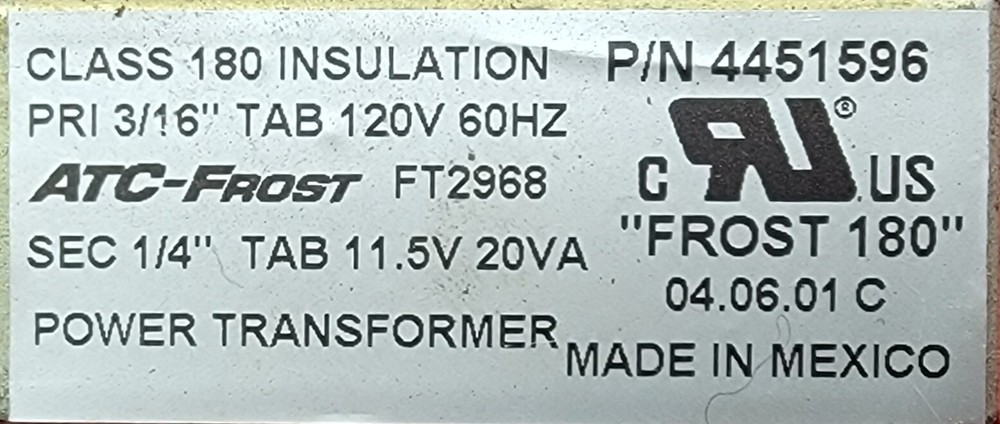 CLASS 180 INSULATION P/N 4451596
PRI 3/16" TAB 120V 60HZ
ATC-FROST FT2968
C RU® US
SEC 1/4" TAB 11.5V 20VA
"FROST 180"
04.06.01 C
POWER TRANSFORMER
MADE IN MEXICO